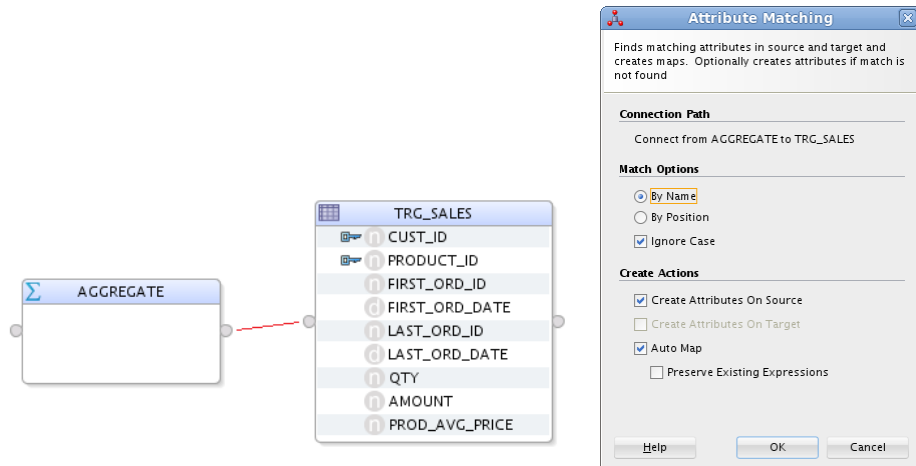 AGGREGATE
TRG_SALES
CUST_ID
PRODUCT_ID
FIRST_ORD_ID
FIRST_ORD_DATE
LAST_ORD_ID
LAST_ORD_DATE
QTY
AMOUNT
PROD_AVG_PRICE
Attribute Matching
Finds matching attributes in source and target and
creates maps. Optionally creates attributes if match is
not found
Connection Path
Connect from AGGREGATE to TRG_SALES
Match Options
By Name
By Position
Ignore Case
Create Actions
Create Attributes On Source
Create Attributes On Target
Auto Map
Preserve Existing Expressions
Help OK Cancel